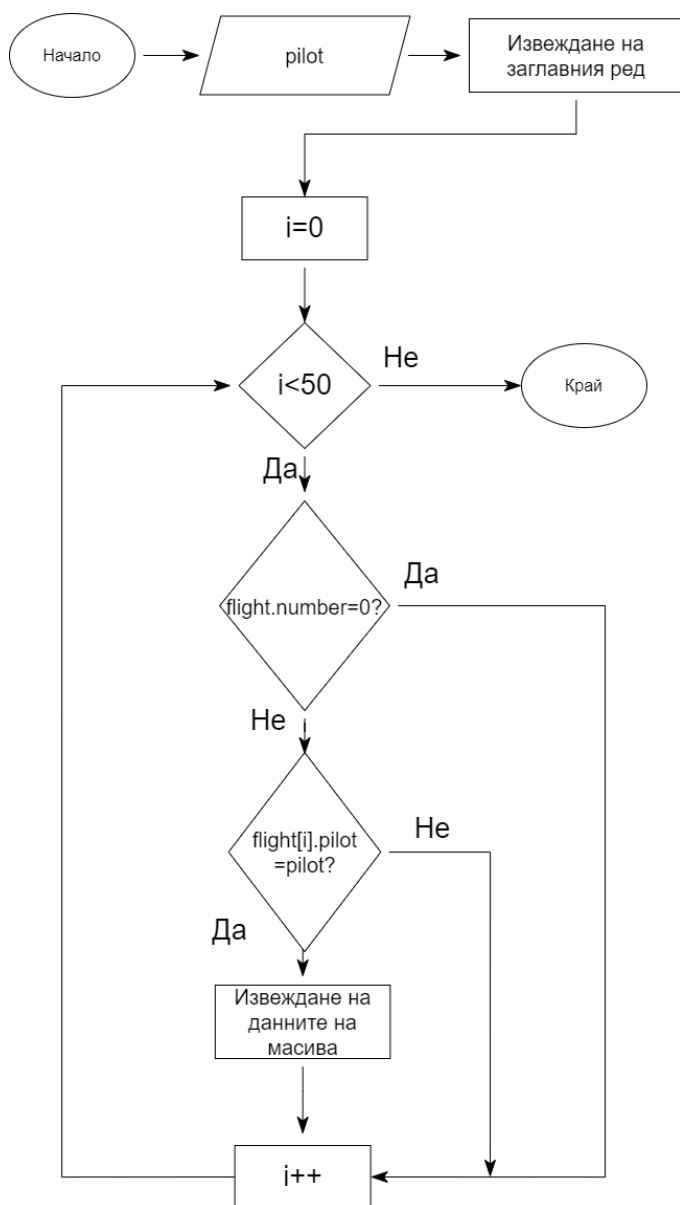 Начало
pilot
Извеждане на
заглавния ред
i=0
i<50
Не
Край
Да
flight.number=0?
Да
Не
flight[i].pilot
=pilot?
Не
Да
Извеждане на
данните на
масива
i++